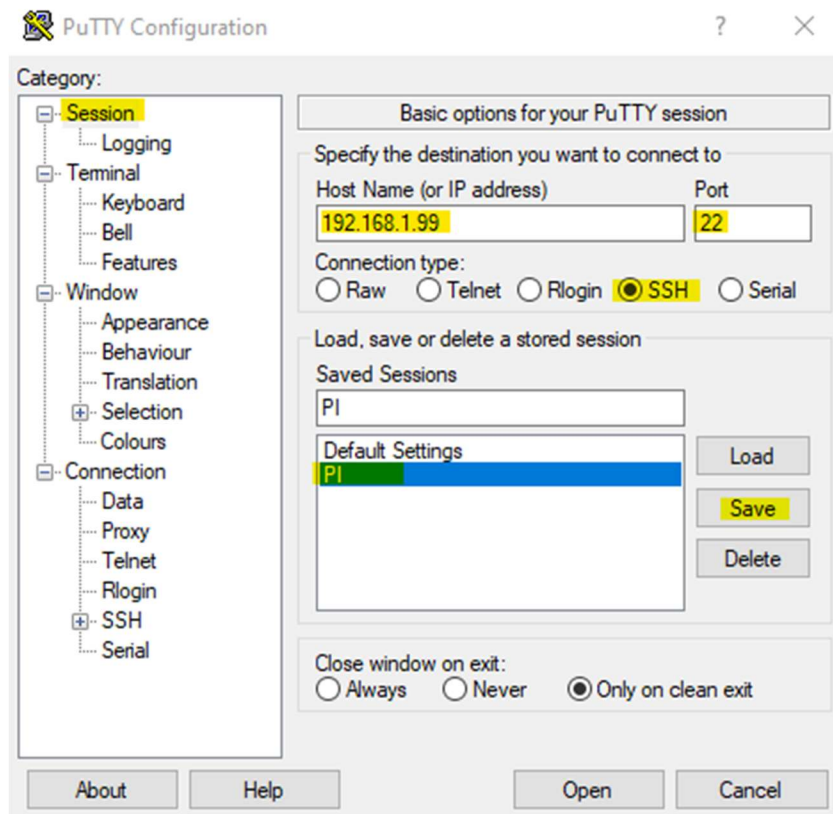 PuTTY Configuration
?
Category:
Session
Logging
Terminal
Keyboard
Bell
Features
Window
Appearance
Behaviour
Translation
Selection
Colours
Connection
Data
Proxy
Telnet
Rlogin
SSH
Serial
Basic options for your PuTTY session
Specify the destination you want to connect to
Host Name (or IP address) Port
192.168.1.99 22
Connection type:
Raw Telnet Rlogin SSH Serial
Load, save or delete a stored session
Saved Sessions
PI
Default Settings
PI
Load
Save
Delete
Close window on exit:
Always Never Only on clean exit
About Help Open Cancel